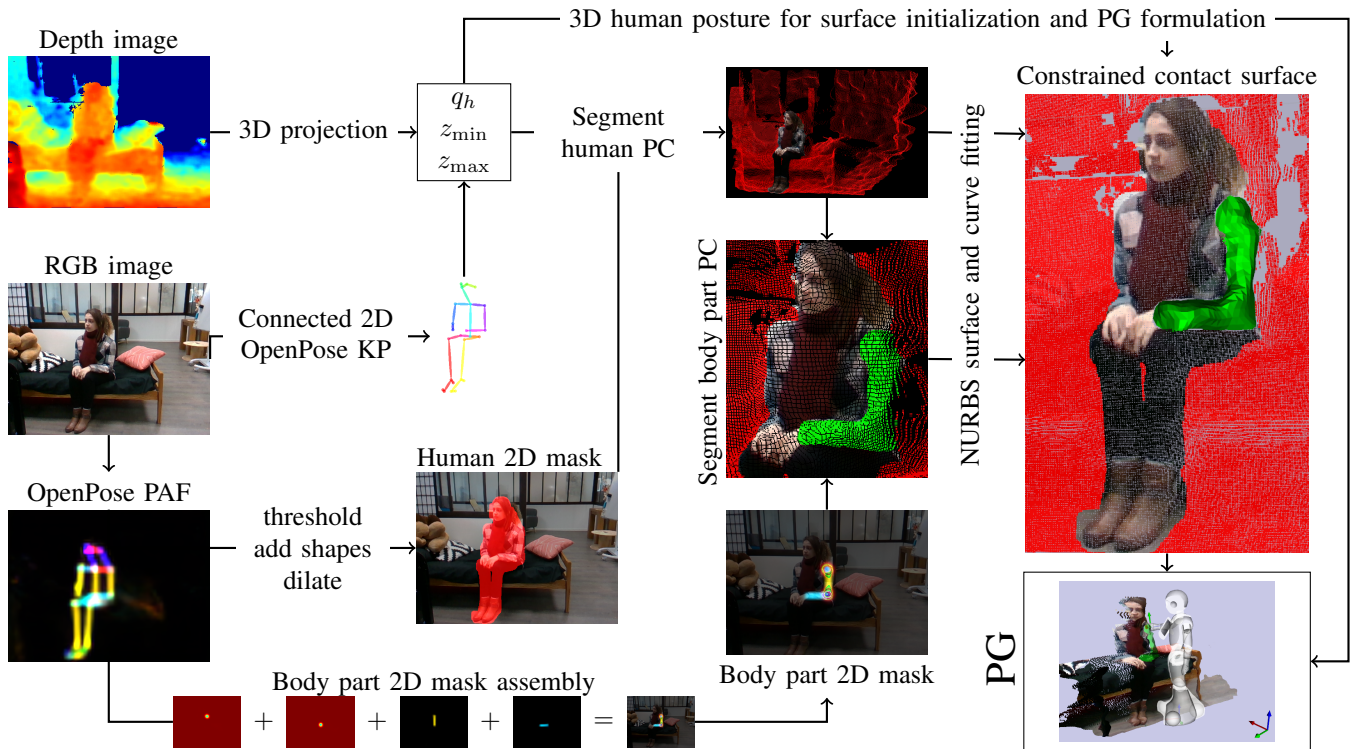 3D human posture for surface initialization and PG formulation
Depth image
3D projection
q_h
z_min
z_max
Segment
human PC
Constrained contact surface
NURBS surface and curve fitting
RGB image
Connected 2D
OpenPose KP
Segment body part PC
Human 2D mask
OpenPose PAF
threshold
add shapes
dilate
Body part 2D mask
PG
Body part 2D mask assembly
+ + + =